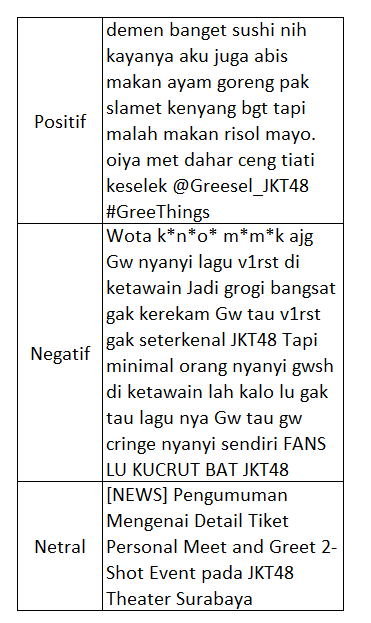 Positif
demen banget sushi nih
kayanya aku juga abis
makan ayam goreng pak
slamet kenyang bgt tapi
malah makan risol mayo.
oiya met dahar ceng tiati
keselek @Greesel_JKT48
#GreeThings
Negatif
Wota k*n*o* m*m*k ajg
Gw nyanyi lagu v1rst di
ketawain Jadi grogi bangsat
gak kerekam Gw tau v1rst
gak seterkenal JKT48 Tapi
minimal orang nyanyi gwsh
di ketawain lah kalo lu gak
tau lagu nya Gw tau gw
cringe nyanyi sendiri FANS
LU KUCRUT BAT JKT48
Netral
[NEWS] Pengumuman
Mengenai Detail Tiket
Personal Meet and Greet 2-
Shot Event pada JKT48
Theater Surabaya